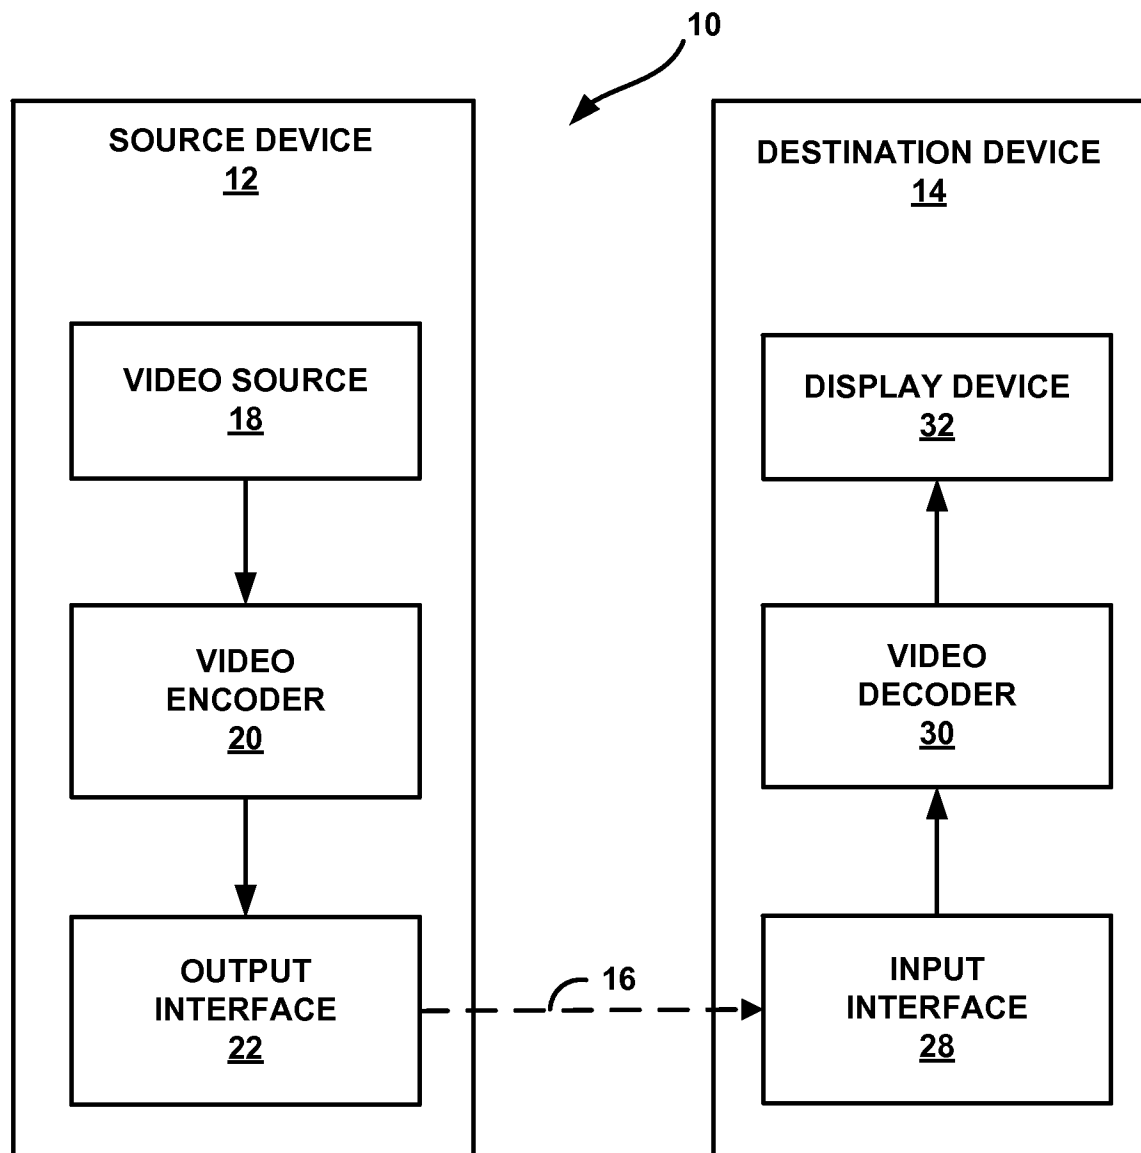 10
SOURCE DEVICE
12
VIDEO SOURCE
18
VIDEO
ENCODER
20
OUTPUT
INTERFACE
22
16
DESTINATION DEVICE
14
DISPLAY DEVICE
32
VIDEO
DECODER
30
INPUT
INTERFACE
28